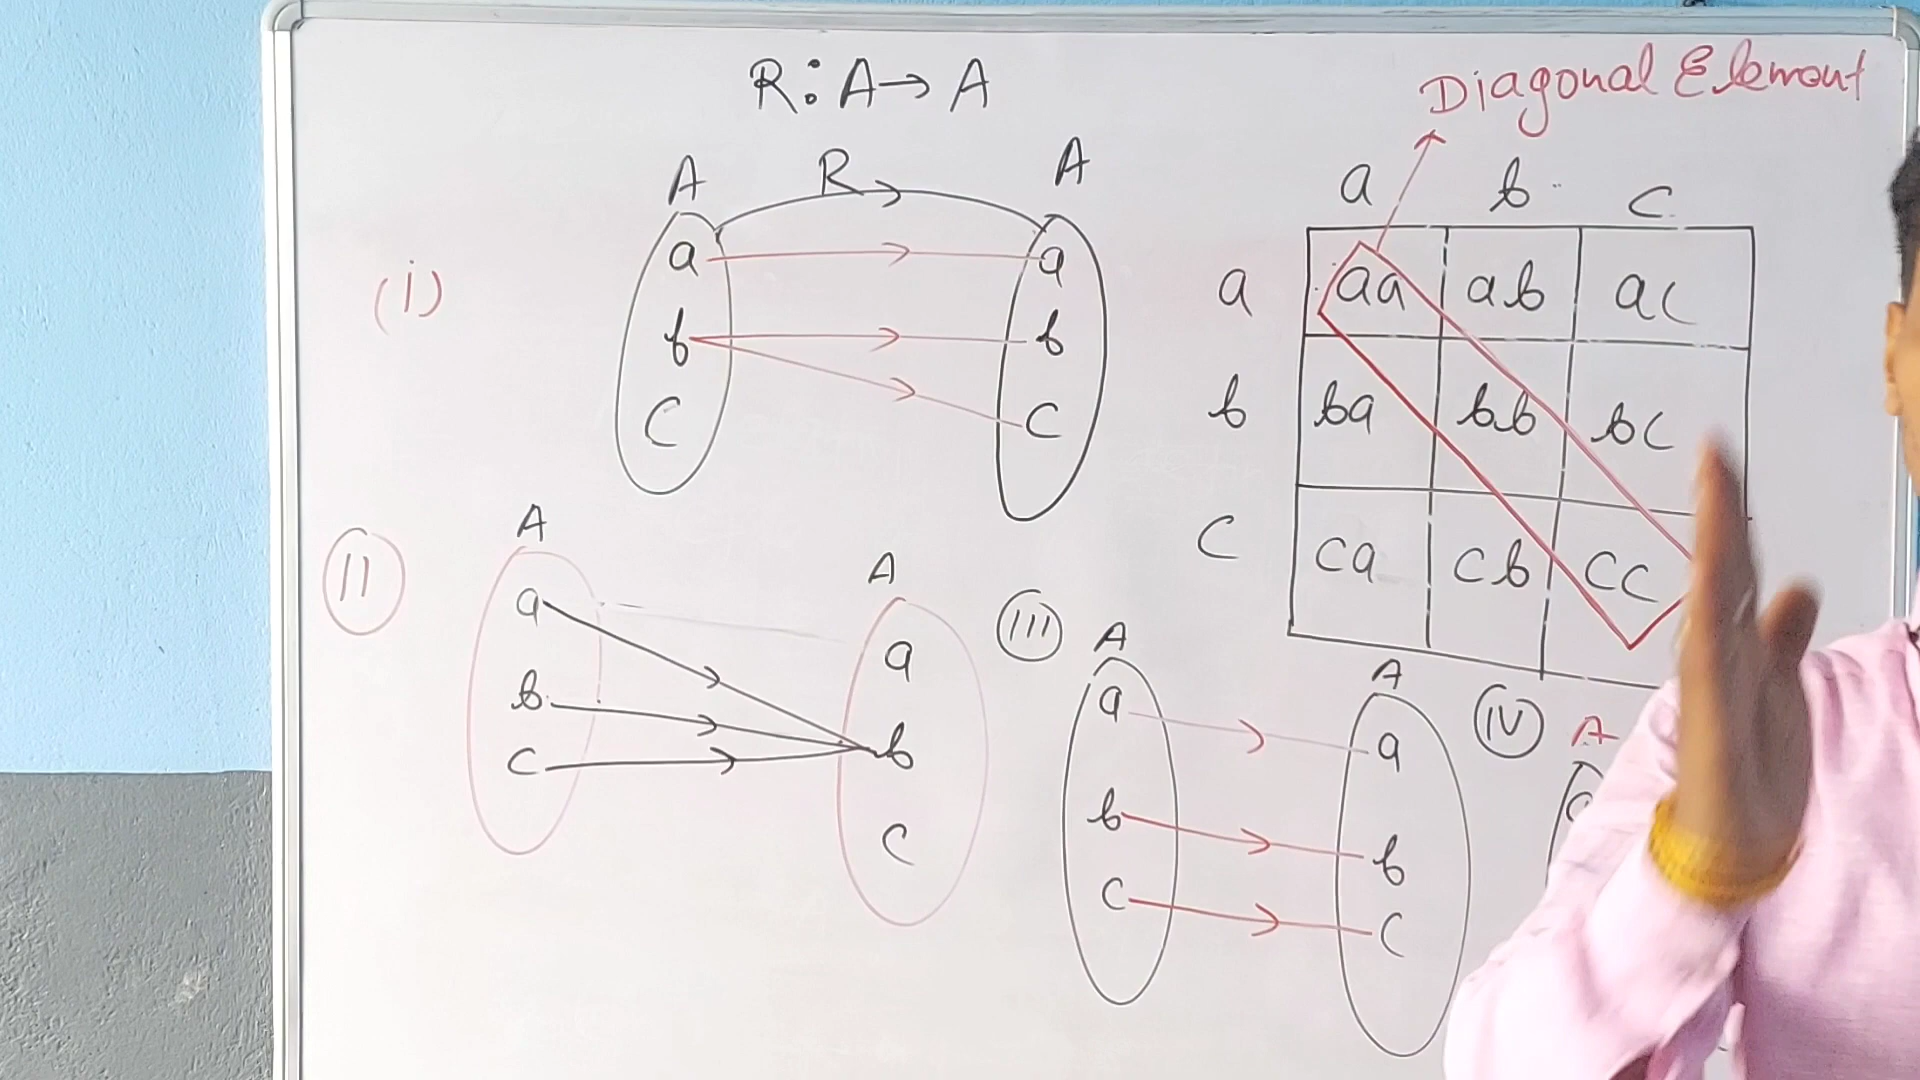 R : A → A
Diagonal Element
(i)
A R A
a a
b b
C C
a b c
a aa ab ac
b ba bb bc
C ca cb cc
II
A A
a a
b b
c c
III
A A
a a
b b
c c
IV
A